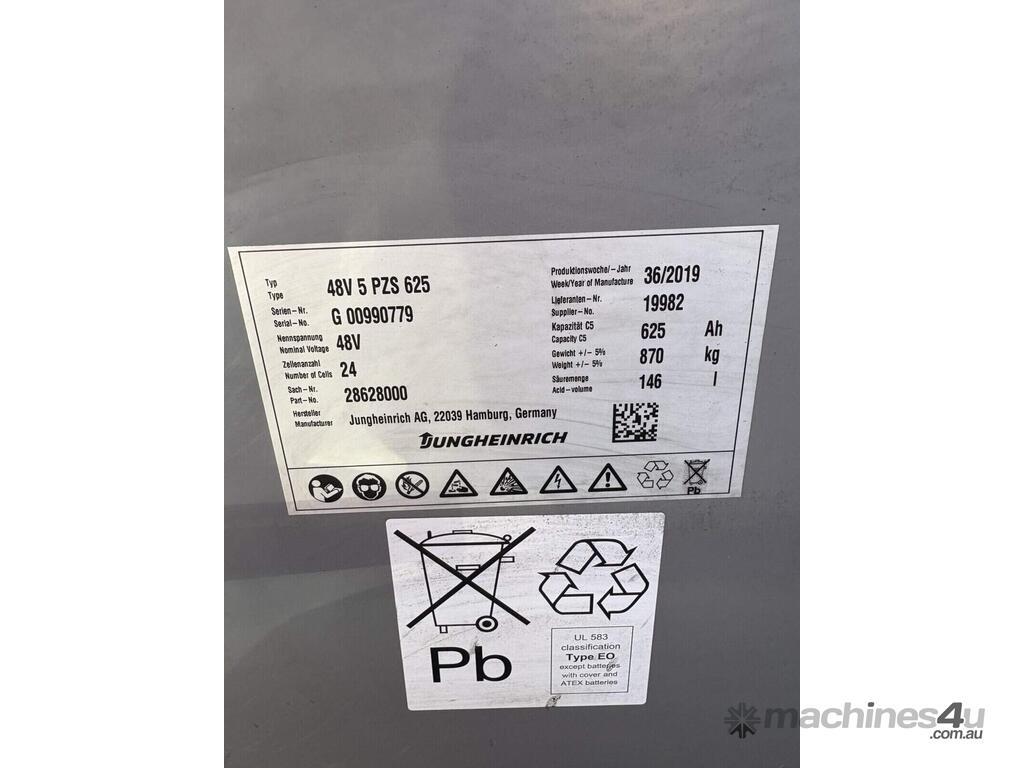 Typ
Type 48V 5 PZS 625
Serien-Nr.
Serial-No. G 00990779
Nennspannung
Nominal Voltage 48V
Zellenanzahl
Number of Cells 24
Sach-Nr.
Part-No. 28628000
Hersteller
Manufacturer Jungheinrich AG, 22039 Hamburg, Germany
Produktionswoche/-Jahr
Week/Year of Manufacture 36/2019
Lieferanten-Nr.
Supplier-No. 19982
Kapazität C5
Capacity C5 625 Ah
Gewicht +/- 5%
Weight +/- 5% 870 kg
Säuremenge
Acid-volume 146 l
JUNGHEINRICH
Pb
Pb
UL 583
classification
Type EO
except batteries
with cover and
ATEX batteries
machines4u
.com.au